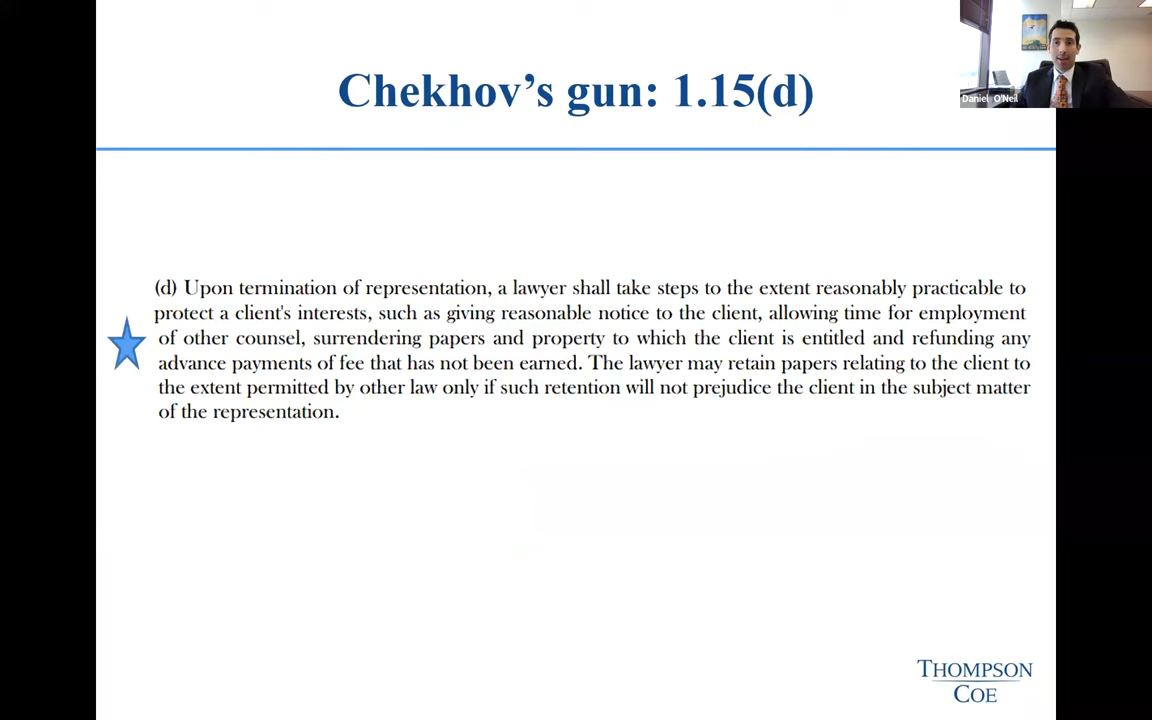 Chekhov’s gun: 1.15(d)
Daniel O'Neil
(d) Upon termination of representation, a lawyer shall take steps to the extent reasonably practicable to
protect a client's interests, such as giving reasonable notice to the client, allowing time for employment
of other counsel, surrendering papers and property to which the client is entitled and refunding any
advance payments of fee that has not been earned. The lawyer may retain papers relating to the client to
the extent permitted by other law only if such retention will not prejudice the client in the subject matter
of the representation.
THOMPSON
COE